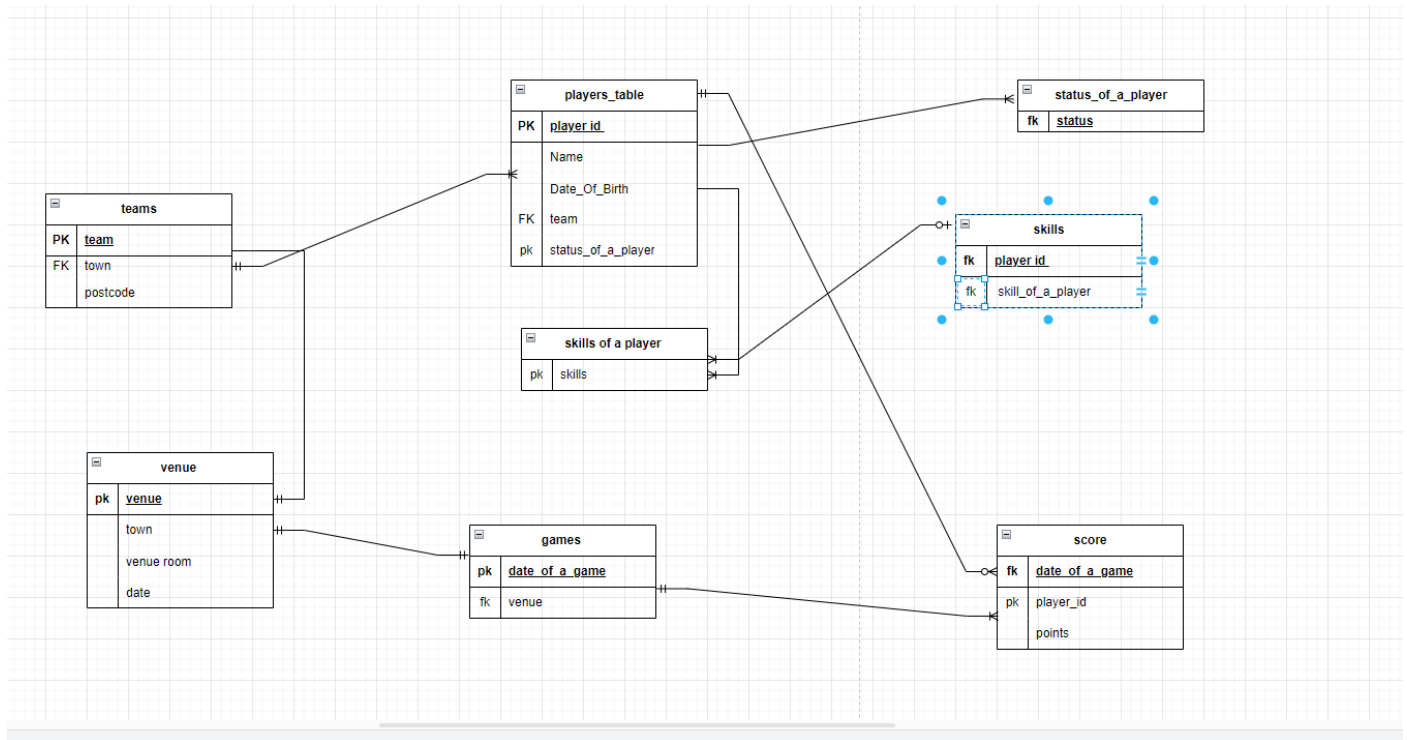 players_table
PK player id
Name
Date_Of_Birth
FK team
pk status_of_a_player
status_of_a_player
fk status
teams
PK team
FK town
postcode
skills
fk player id
fk skill_of_a_player
skills of a player
pk skills
venue
pk venue
town
venue room
date
games
pk date_of_a_game
fk venue
score
fk date_of_a_game
pk player_id
points